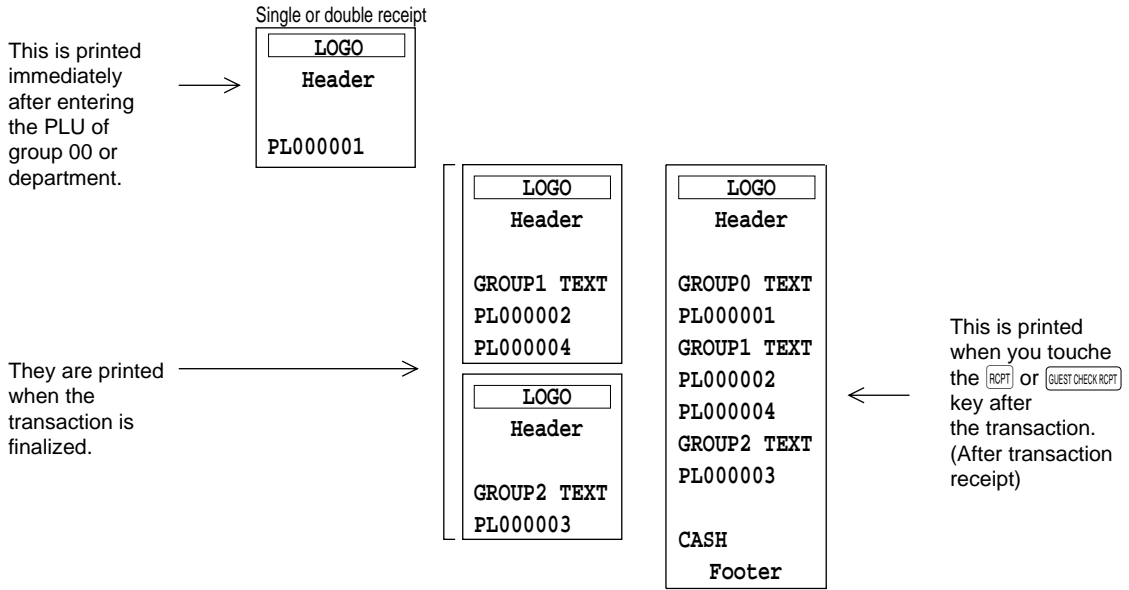 Single or double receipt
This is printed
immediately
after entering
the PLU of
group 00 or
department.
LOGO
Header
PL000001
They are printed
when the
transaction is
finalized.
LOGO
Header
GROUP1 TEXT
PL000002
PL000004
LOGO
Header
GROUP2 TEXT
PL000003
LOGO
Header
GROUP0 TEXT
PL000001
GROUP1 TEXT
PL000002
PL000004
GROUP2 TEXT
PL000003
CASH
Footer
This is printed
when you touche
the RCPT or GUEST CHECK RCPT
key after
the transaction.
(After transaction
receipt)